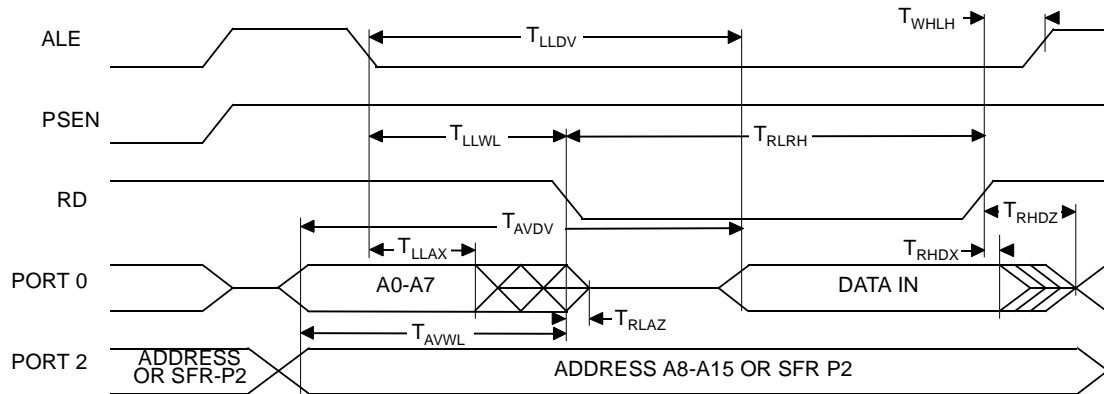 ALE
T_WHLH
T_LLDV
PSEN
T_LLWL
T_RLRH
RD
T_AVDV
T_RHDZ
T_LLAX
T_RHDX
PORT 0
A0-A7
DATA IN
T_RLAZ
T_AVWL
PORT 2
ADDRESS
OR SFR-P2
ADDRESS A8-A15 OR SFR P2